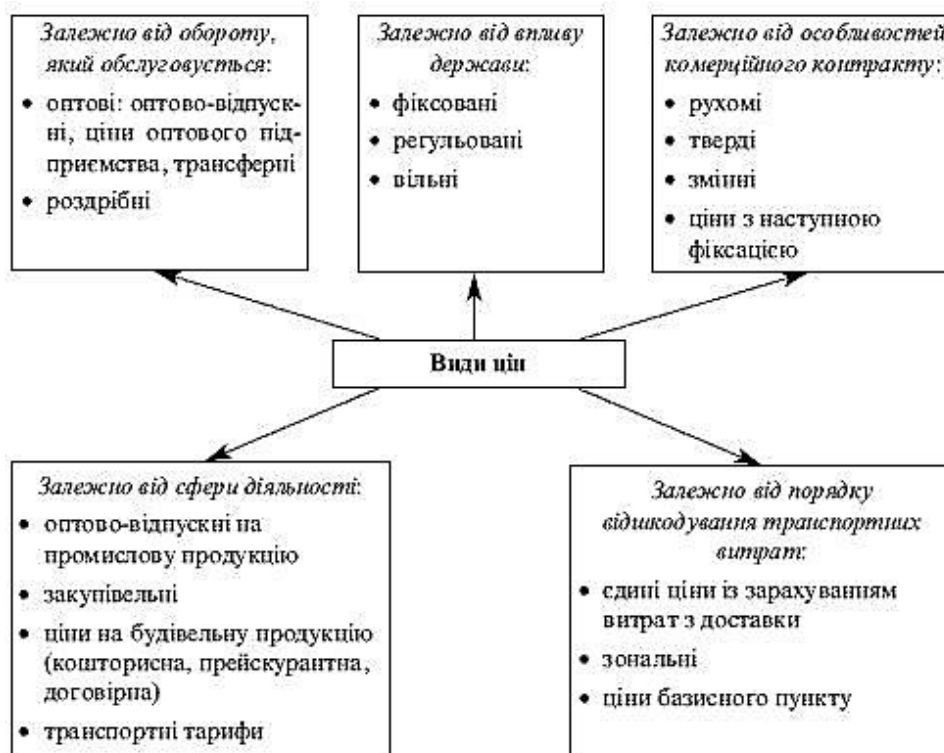 Залежно від обороту,
який обслуговується:
• оптові: оптово-відпуск-
ні, ціни оптового під-
приємства, трансферні
• роздрібні
Залежно від впливу
держави:
• фіксовані
• регульовані
• вільні
Залежно від особливостей
комерційного контракту:
• рухомі
• тверді
• змінні
• ціни з наступною
фіксацією
Види цін
Залежно від сфери діяльності:
• оптово-відпускні на
промислову продукцію
• закупівельні
• ціни на будівельну продукцію
(кошторисна, прейскурантна,
договірна)
• транспортні тарифи
Залежно від порядку
відшкодування транспортних
витрат:
• єдині ціни із зарахуванням
витрат з доставки
• зональні
• ціни базисного пункту